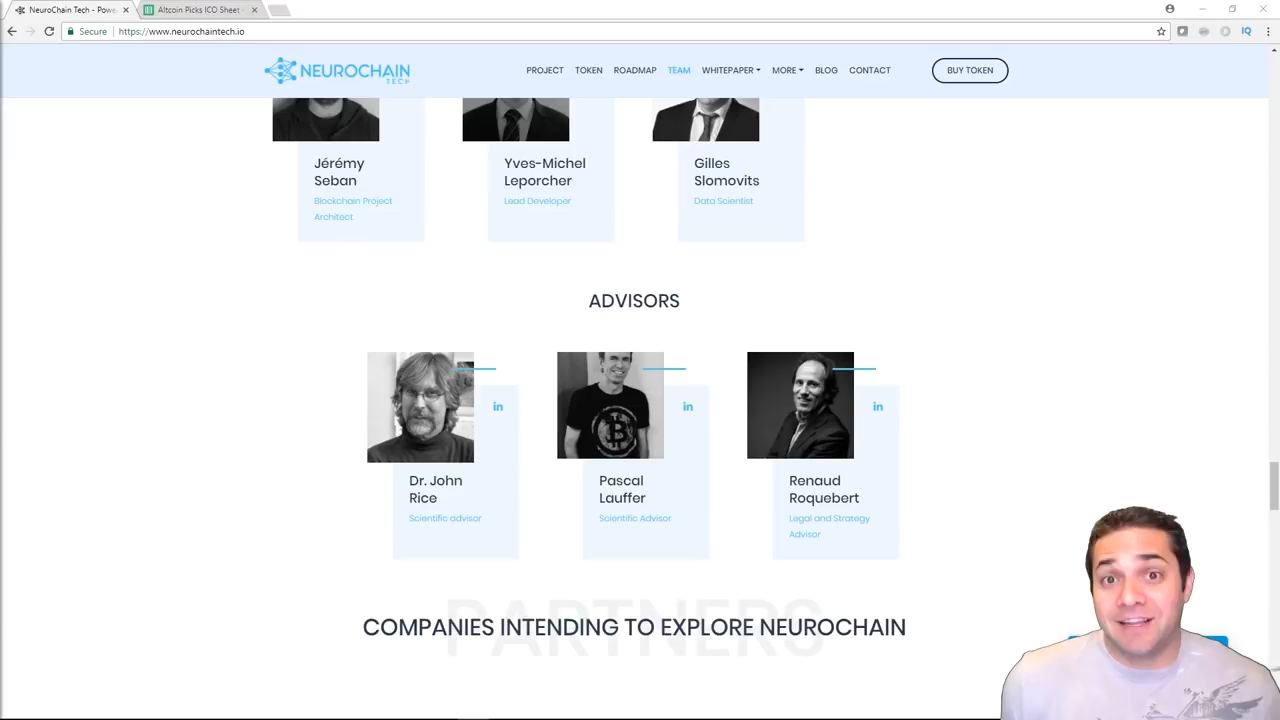 NeuroChain Tech - Powe
Altcoin Picks ICO Sheet -
Secure
https://www.neurochaintech.io
IQ
NEUROCHAIN
TECH
PROJECT
TOKEN
ROADMAP
TEAM
WHITEPAPER
MORE
BLOG
CONTACT
BUY TOKEN
Jérémy
Seban
Blockchain Project
Architect
Yves-Michel
Leporcher
Lead Developer
Gilles
Slomovits
Data Scientist
ADVISORS
in
in
in
Dr. John
Rice
Scientific advisor
Pascal
Lauffer
Scientific Advisor
Renaud
Roquebert
Legal and Strategy
Advisor
PARTNERS
COMPANIES INTENDING TO EXPLORE NEUROCHAIN